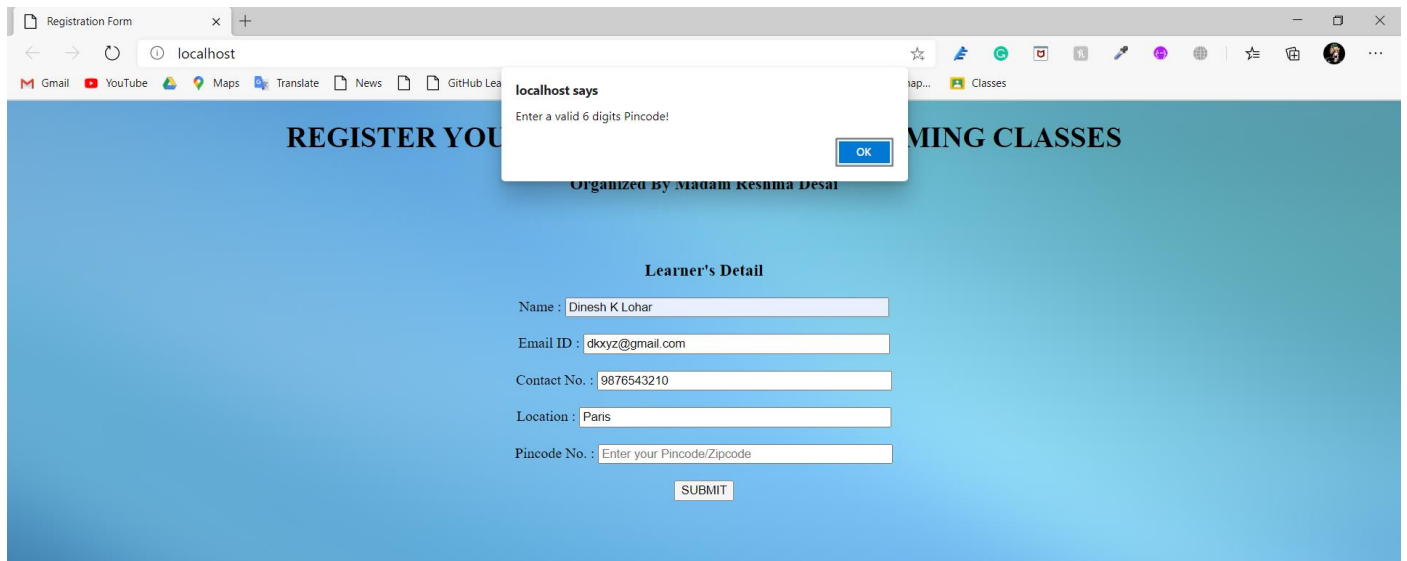 Registration Form
localhost
Gmail YouTube Maps Translate News GitHub Lea ap... Classes
localhost says
Enter a valid 6 digits Pincode!
OK
REGISTER YOU MING CLASSES
Organized By Madam Reshma Desai
Learner's Detail
Name : Dinesh K Lohar
Email ID : dkxyz@gmail.com
Contact No. : 9876543210
Location : Paris
Pincode No. : Enter your Pincode/Zipcode
SUBMIT